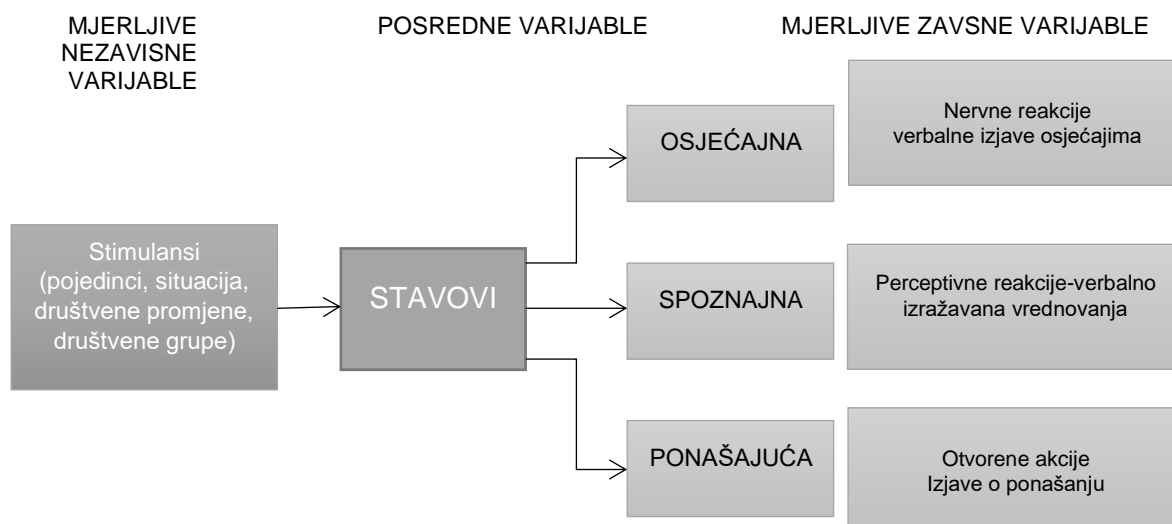 MJERLJIVE
NEZAVISNE
VARIJABLE
POSREDNE VARIJABLE
MJERLJIVE ZAVSNE VARIJABLE
Stimulansi
(pojedinci, situacija,
društvene promjene,
društvene grupe)
STAVOVI
OSJEĆAJNA
Nervne reakcije
verbalne izjave osjećajima
SPOZNAJNA
Perceptivne reakcije-verbalno
izražavana vrednovanja
PONAŠAJUĆA
Otvorene akcije
Izjave o ponašanju